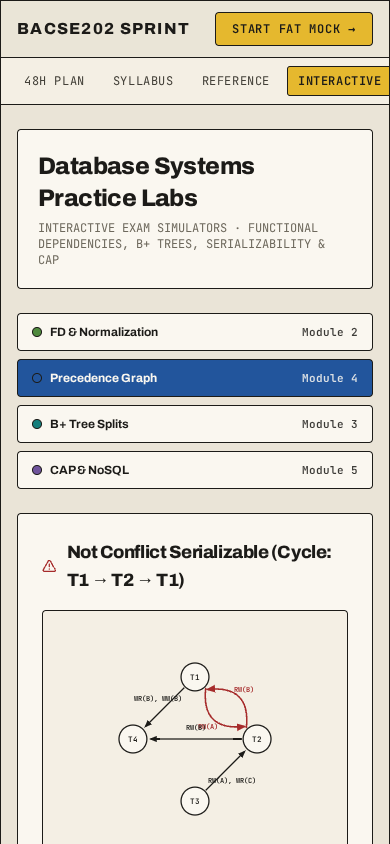 BACSE202 SPRINT
START FAT MOCK →
48H PLAN
SYLLABUS
REFERENCE
INTERACTIVE
Database Systems
Practice Labs
INTERACTIVE EXAM SIMULATORS · FUNCTIONAL
DEPENDENCIES, B+ TREES, SERIALIZABILITY &
CAP
FD & Normalization
Module 2
Precedence Graph
Module 4
B+ Tree Splits
Module 3
CAP & NoSQL
Module 5
Not Conflict Serializable (Cycle:
T1 → T2 → T1)
T1
RW(B)
WR(B), WW(B)
RW(A)
T4
T2
RW(A), WR(C)
T3